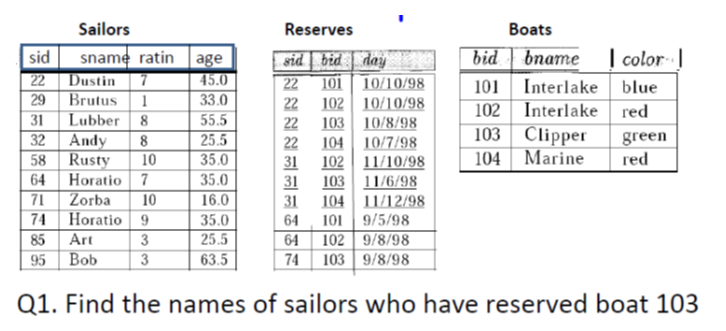 Sailors
sid sname ratin age
22 Dustin 7 45.0
29 Brutus 1 33.0
31 Lubber 8 55.5
32 Andy 8 25.5
58 Rusty 10 35.0
64 Horatio 7 35.0
71 Zorba 10 16.0
74 Horatio 9 35.0
85 Art 3 25.5
95 Bob 3 63.5
Reserves
sid bid day
22 101 10/10/98
22 102 10/10/98
22 103 10/8/98
22 104 10/7/98
31 102 11/10/98
31 103 11/6/98
31 104 11/12/98
64 101 9/5/98
64 102 9/8/98
74 103 9/8/98
Boats
bid bname color
101 Interlake blue
102 Interlake red
103 Clipper green
104 Marine red
Q1. Find the names of sailors who have reserved boat 103